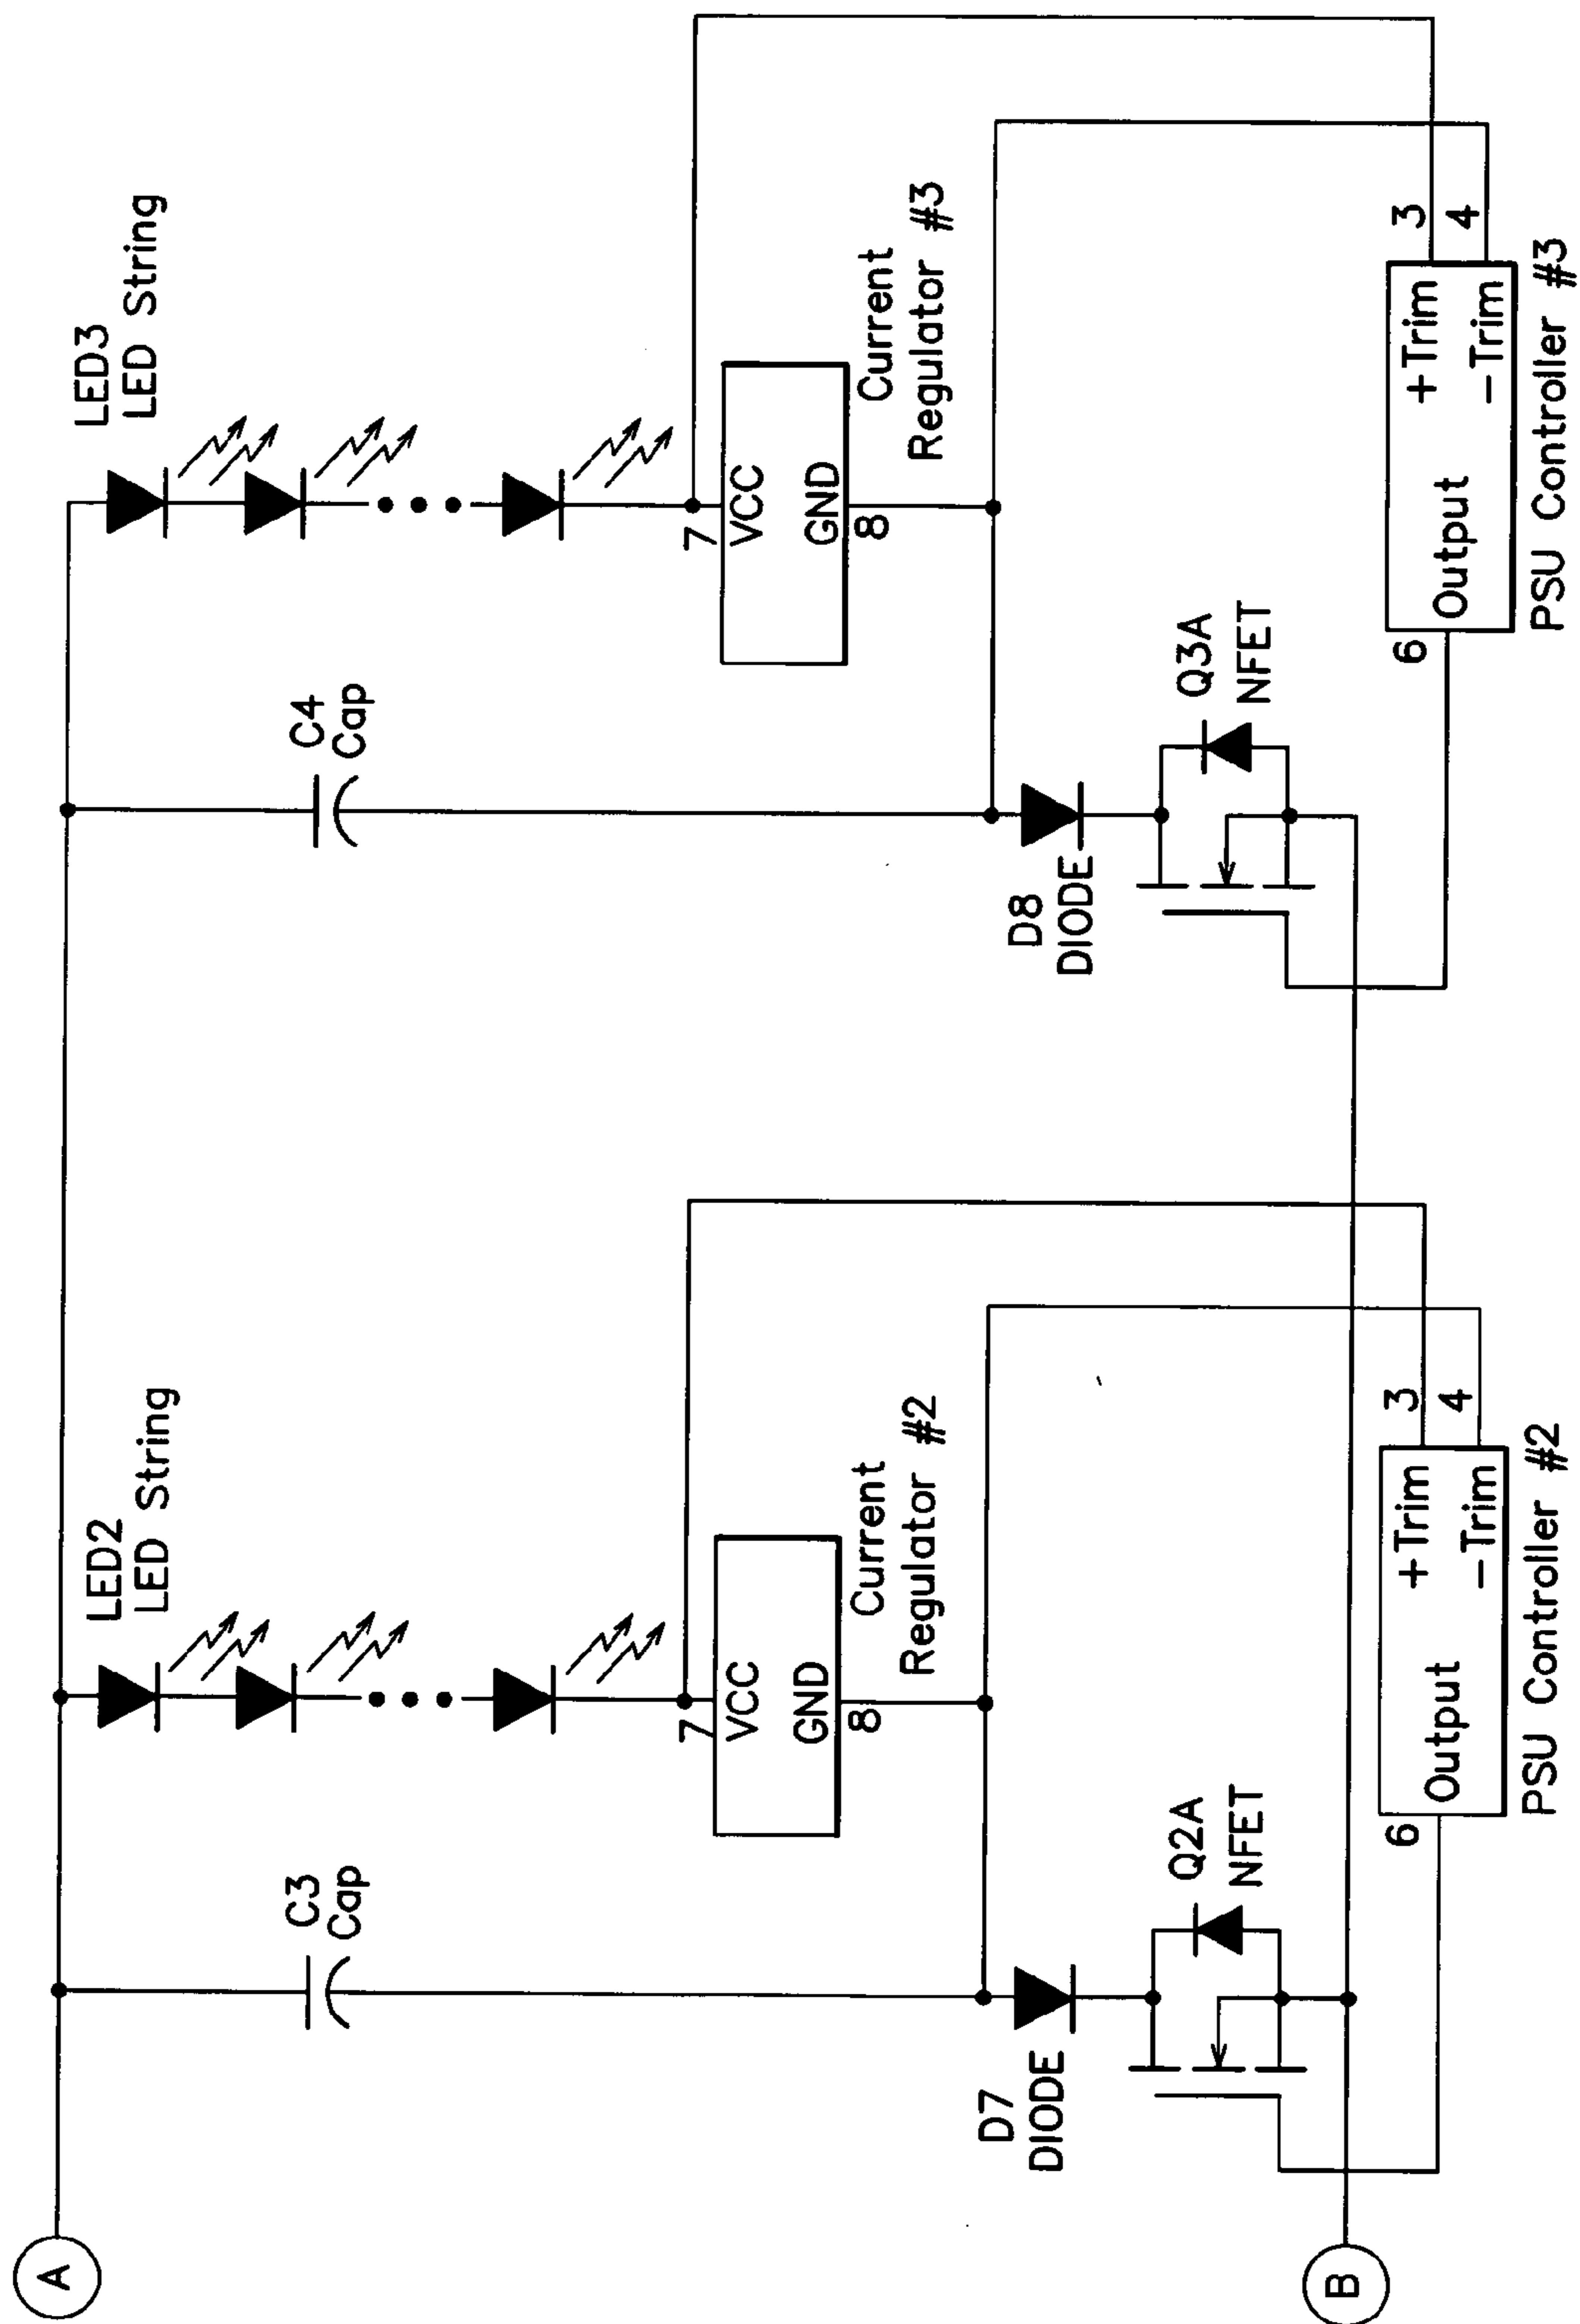 A
B
C3
Cap
LED2
LED String
7
VCC
GND
8
Current
Regulator #2
D7
DIODE
Q2A
NFET
6
Output
+Trim
-Trim
3
4
PSU Controller #2
C4
Cap
LED3
LED String
7
VCC
GND
8
Current
Regulator #3
D8
DIODE
Q3A
NFET
6
Output
+Trim
-Trim
3
4
PSU Controller #3